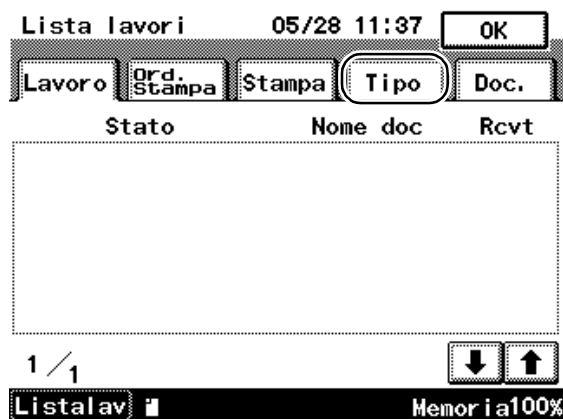 Lista lavori 05/28 11:37 OK
Lavoro Ord. Stampa Stampa Tipo Doc.
Stato Nome doc Rcvt
1/1
Listalav Memoria100%